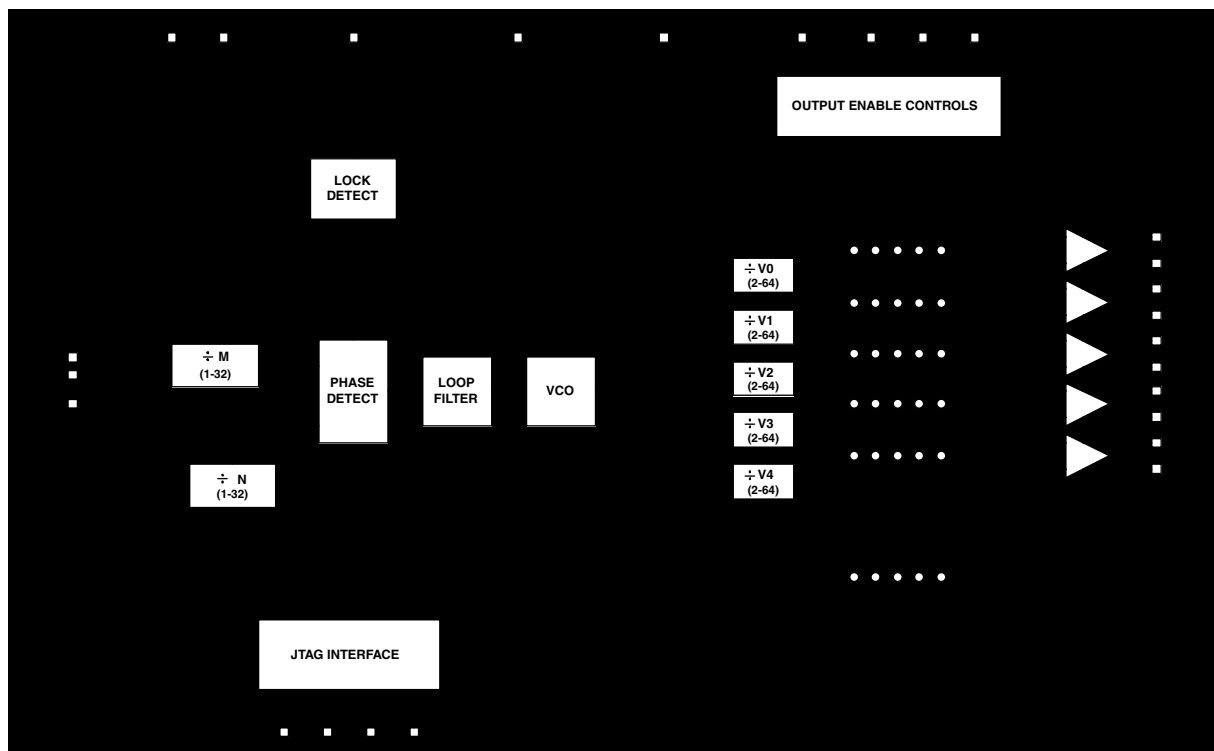 OUTPUT ENABLE CONTROLS
LOCK
DETECT
÷ V0
(2-64)
÷ V1
(2-64)
÷ M
(1-32)
PHASE
DETECT
LOOP
FILTER
VCO
÷ V2
(2-64)
÷ V3
(2-64)
÷ N
(1-32)
÷ V4
(2-64)
JTAG INTERFACE